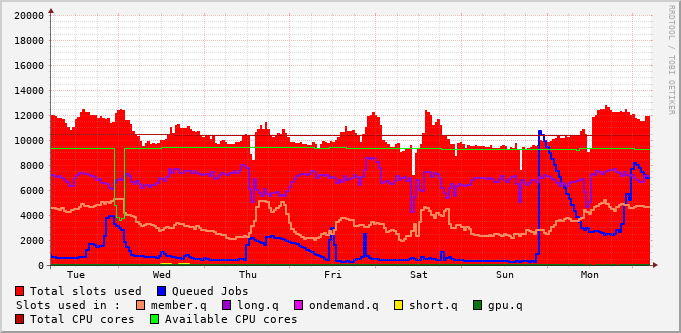 20000
18000
16000
14000
12000
10000
8000
6000
4000
2000
0
Tue Wed Thu Fri Sat Sun Mon
RRDTOOL / TOBI OETIKER
Total slots used Queued Jobs
Slots used in : member.q long.q ondemand.q short.q gpu.q
Total CPU cores Available CPU cores